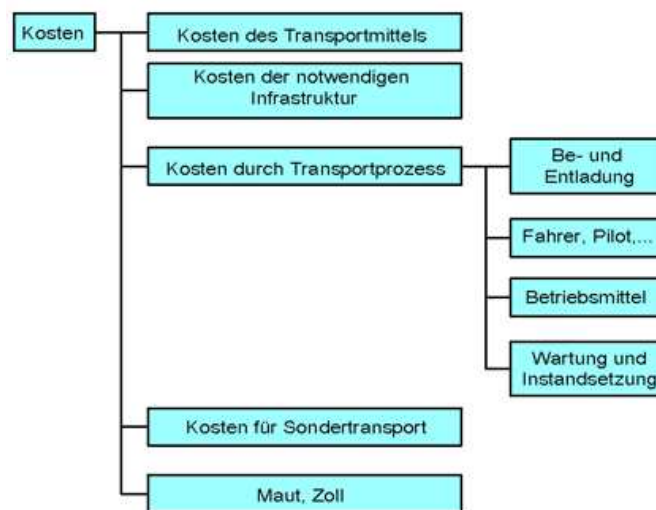 Kosten
Kosten des Transportmittels
Kosten der notwendigen
Infrastruktur
Kosten durch Transportprozess
Be- und
Entladung
Fahrer, Pilot,...
Betriebsmittel
Wartung und
Instandsetzung
Kosten für Sondertransport
Maut, Zoll